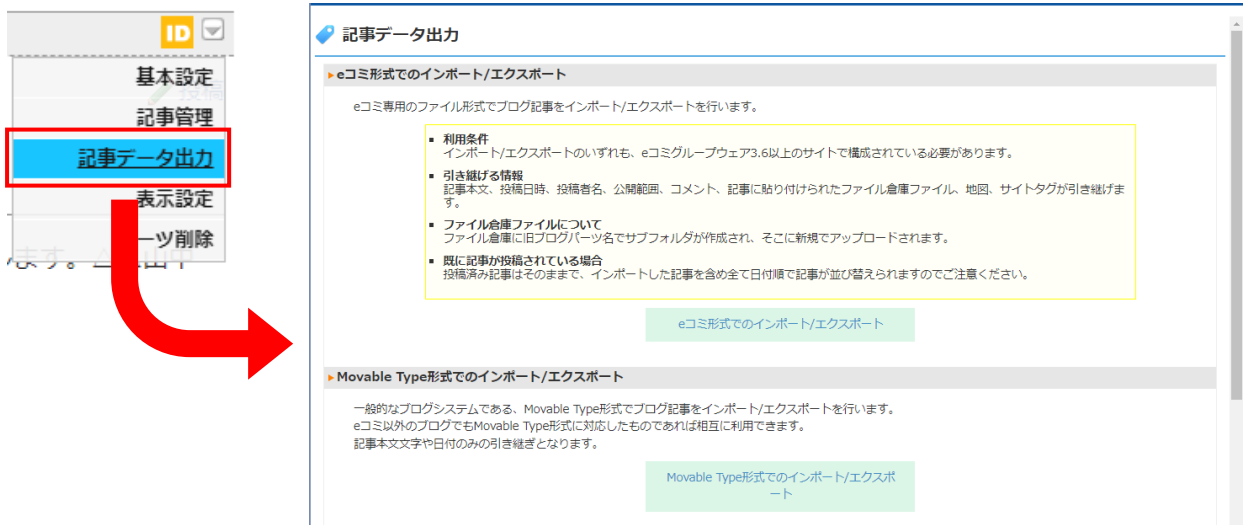 ID
基本設定
投稿
記事管理
記事データ出力
表示設定
ーツ削除
ます。
山中
記事データ出力
eコミ形式でのインポート/エクスポート
eコミ専用のファイル形式でブログ記事をインポート/エクスポートを行います。
利用条件
インポート/エクスポートのいずれも、eコミグループウェア3.6以上のサイトで構成されている必要があります。
引き継げる情報
記事本文、投稿日時、投稿者名、公開範囲、コメント、記事に貼り付けられたファイル倉庫ファイル、地図、サイトタグが引き継げま
す。
ファイル倉庫ファイルについて
ファイル倉庫に旧ブログパーツ名でサブフォルダが作成され、そこに新規でアップロードされます。
既に記事が投稿されている場合
投稿済み記事はそのままで、インポートした記事を含め全て日付順で記事が並び替えられますのでご注意ください。
eコミ形式でのインポート/エクスポート
Movable Type形式でのインポート/エクスポート
一般的なブログシステムである、Movable Type形式でブログ記事をインポート/エクスポートを行います。
eコミ以外のブログでもMovable Type形式に対応したものであれば相互に利用できます。
記事本文文字や日付のみの引き継ぎとなります。
Movable Type形式でのインポート/エクスポ
ート